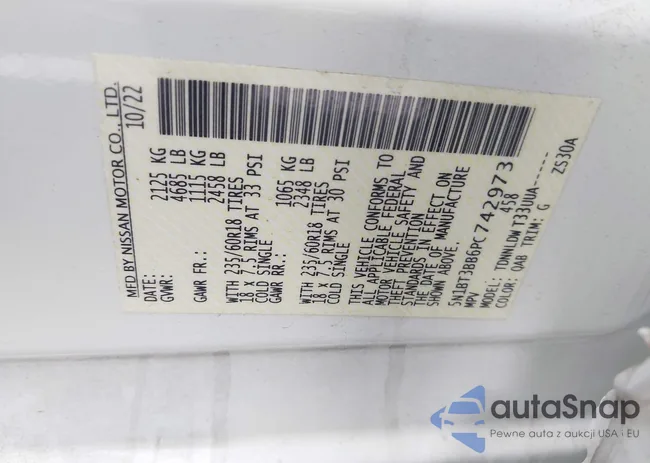 MFD BY NISSAN MOTOR CO., LTD.
10/22
GVWR: 2125 KG
4685 LB
GAWR FR.: 1115 KG
2458 LB
WITH 235/60R18 TIRES
18 X 7.5 RIMS AT 33 PSI
COLD SINGLE
GAWR RR.: 1065 KG
2348 LB
WITH 235/60R18 TIRES
18 X 7.5 RIMS AT 30 PSI
COLD SINGLE
THIS VEHICLE CONFORMS TO
ALL APPLICABLE FEDERAL
MOTOR VEHICLE SAFETY AND
THEFT PREVENTION
STANDARDS IN EFFECT ON
THE DATE OF MANUFACTURE
SHOWN ABOVE.
5N1BT3BB6PC742973
MPV 458
MODEL: TDNNLDW T33UUA-----
COLOR: QAB TRIM: G ZS30A
autaSnap
Pewne auta z aukcji USA i EU